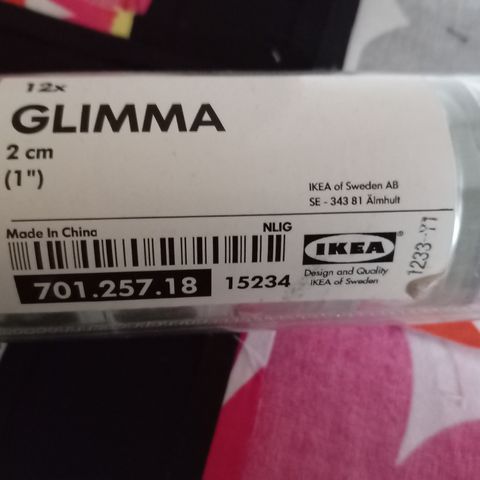 12x
GLIMMA
2 cm
(1")
IKEA of Sweden AB
SE - 343 81 Älmhult
Made In China
NLIG
IKEA®
701.257.18
15234
Design and Quality
IKEA of Sweden